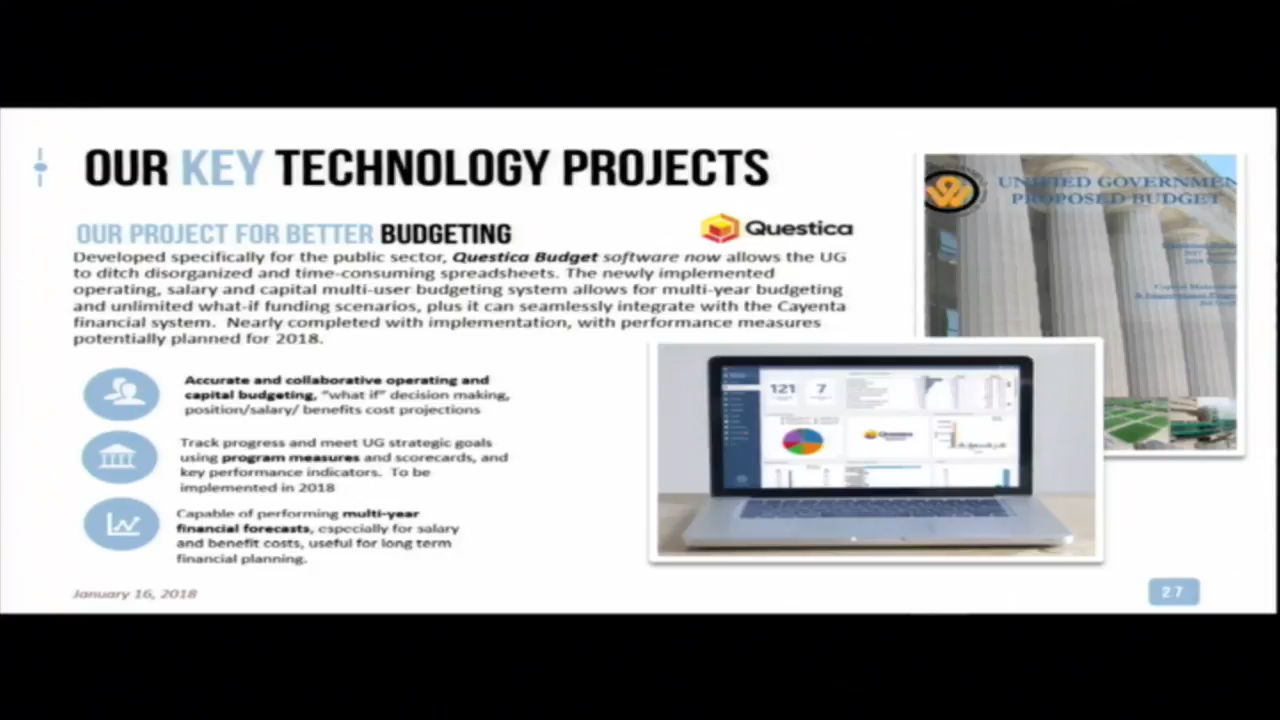 OUR KEY TECHNOLOGY PROJECTS
OUR PROJECT FOR BETTER BUDGETING
Questica
Developed specifically for the public sector, Questica Budget software now allows the UG
to ditch disorganized and time-consuming spreadsheets. The newly implemented
operating, salary and capital multi-user budgeting system allows for multi-year budgeting
and unlimited what-if funding scenarios, plus it can seamlessly integrate with the Cayenta
financial system. Nearly completed with implementation, with performance measures
potentially planned for 2018.
Accurate and collaborative operating and
capital budgeting, "what if" decision making,
position/salary/ benefits cost projections
Track progress and meet UG strategic goals
using program measures and scorecards, and
key performance indicators. To be
implemented in 2018
Capable of performing multi-year
financial forecasts, especially for salary
and benefit costs, useful for long term
financial planning.
UNIFIED GOVERNMEN
PROPOSED BUDGET
121
7
Questica
January 16, 2018
27